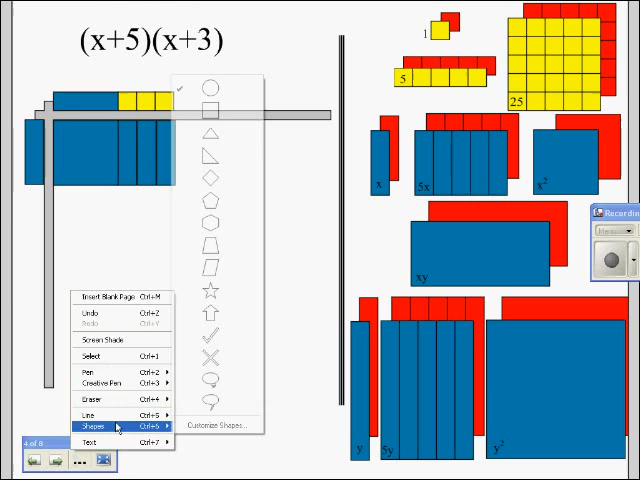 (x+5)(x+3)
1
5
25
x
5x
x²
xy
y
5y
y²
Recordin
Menu
Insert Blank Page Ctrl+M
Undo Ctrl+Z
Redo Ctrl+Y
Screen Shade
Select Ctrl+1
Pen Ctrl+2
Creative Pen Ctrl+3
Eraser Ctrl+4
Line Ctrl+5
Shapes Ctrl+6
Text Ctrl+7
Customize Shapes...
4 of 8